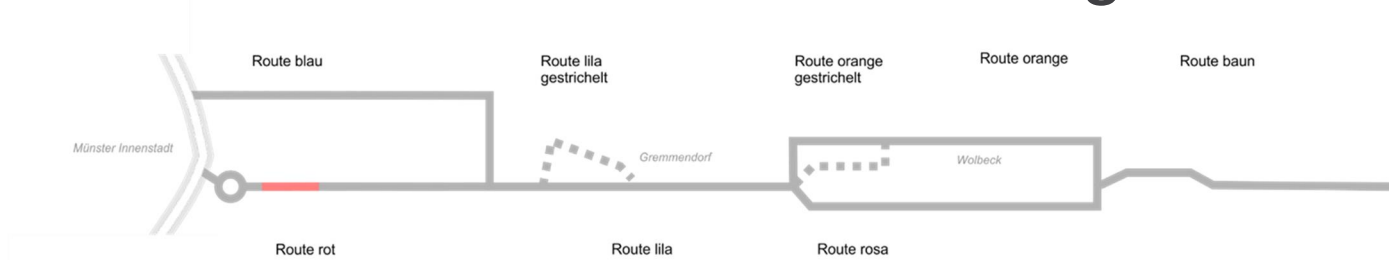 Route blau
Route lila
gestrichelt
Route orange
gestrichelt
Route orange
Route baun
Münster Innenstadt
Gremmendorf
Wolbeck
Route rot
Route lila
Route rosa